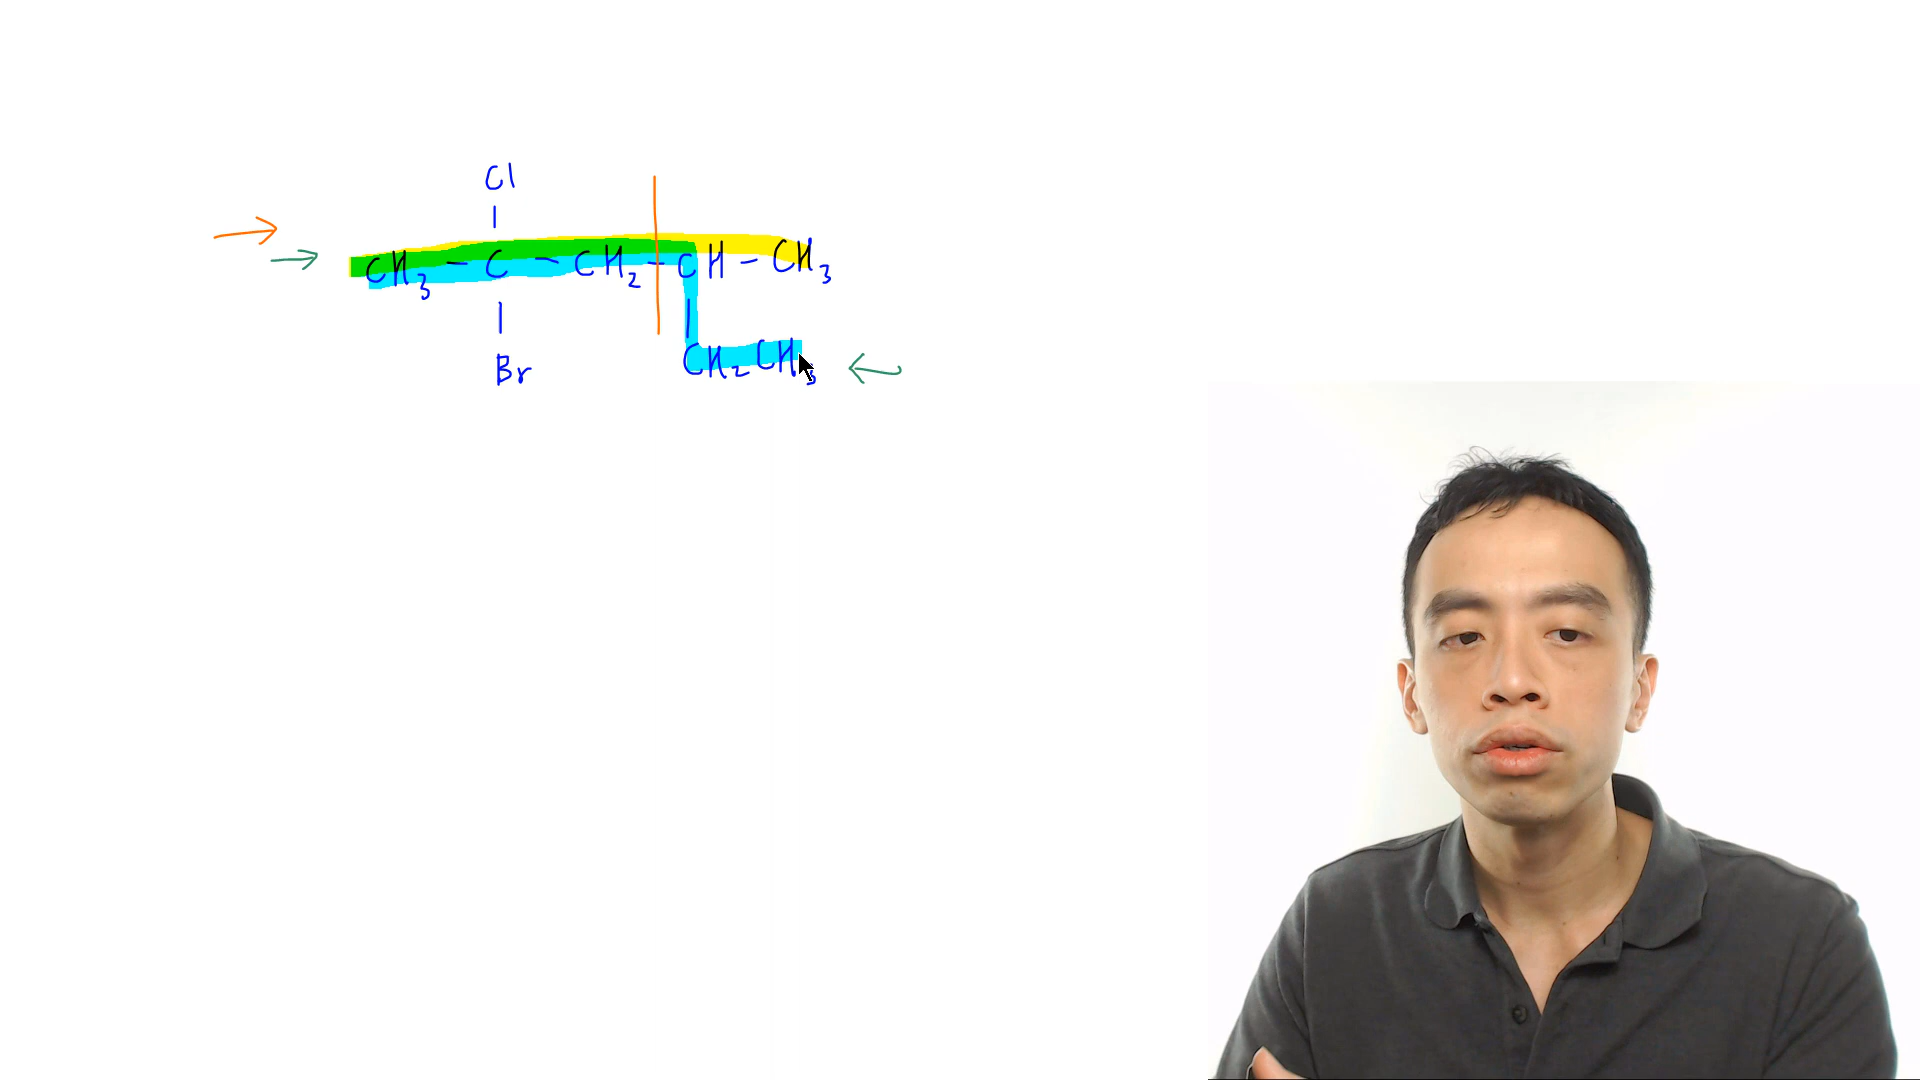 Cl
CH3 – C – CH2 – CH – CH3
Br
CH2CH3